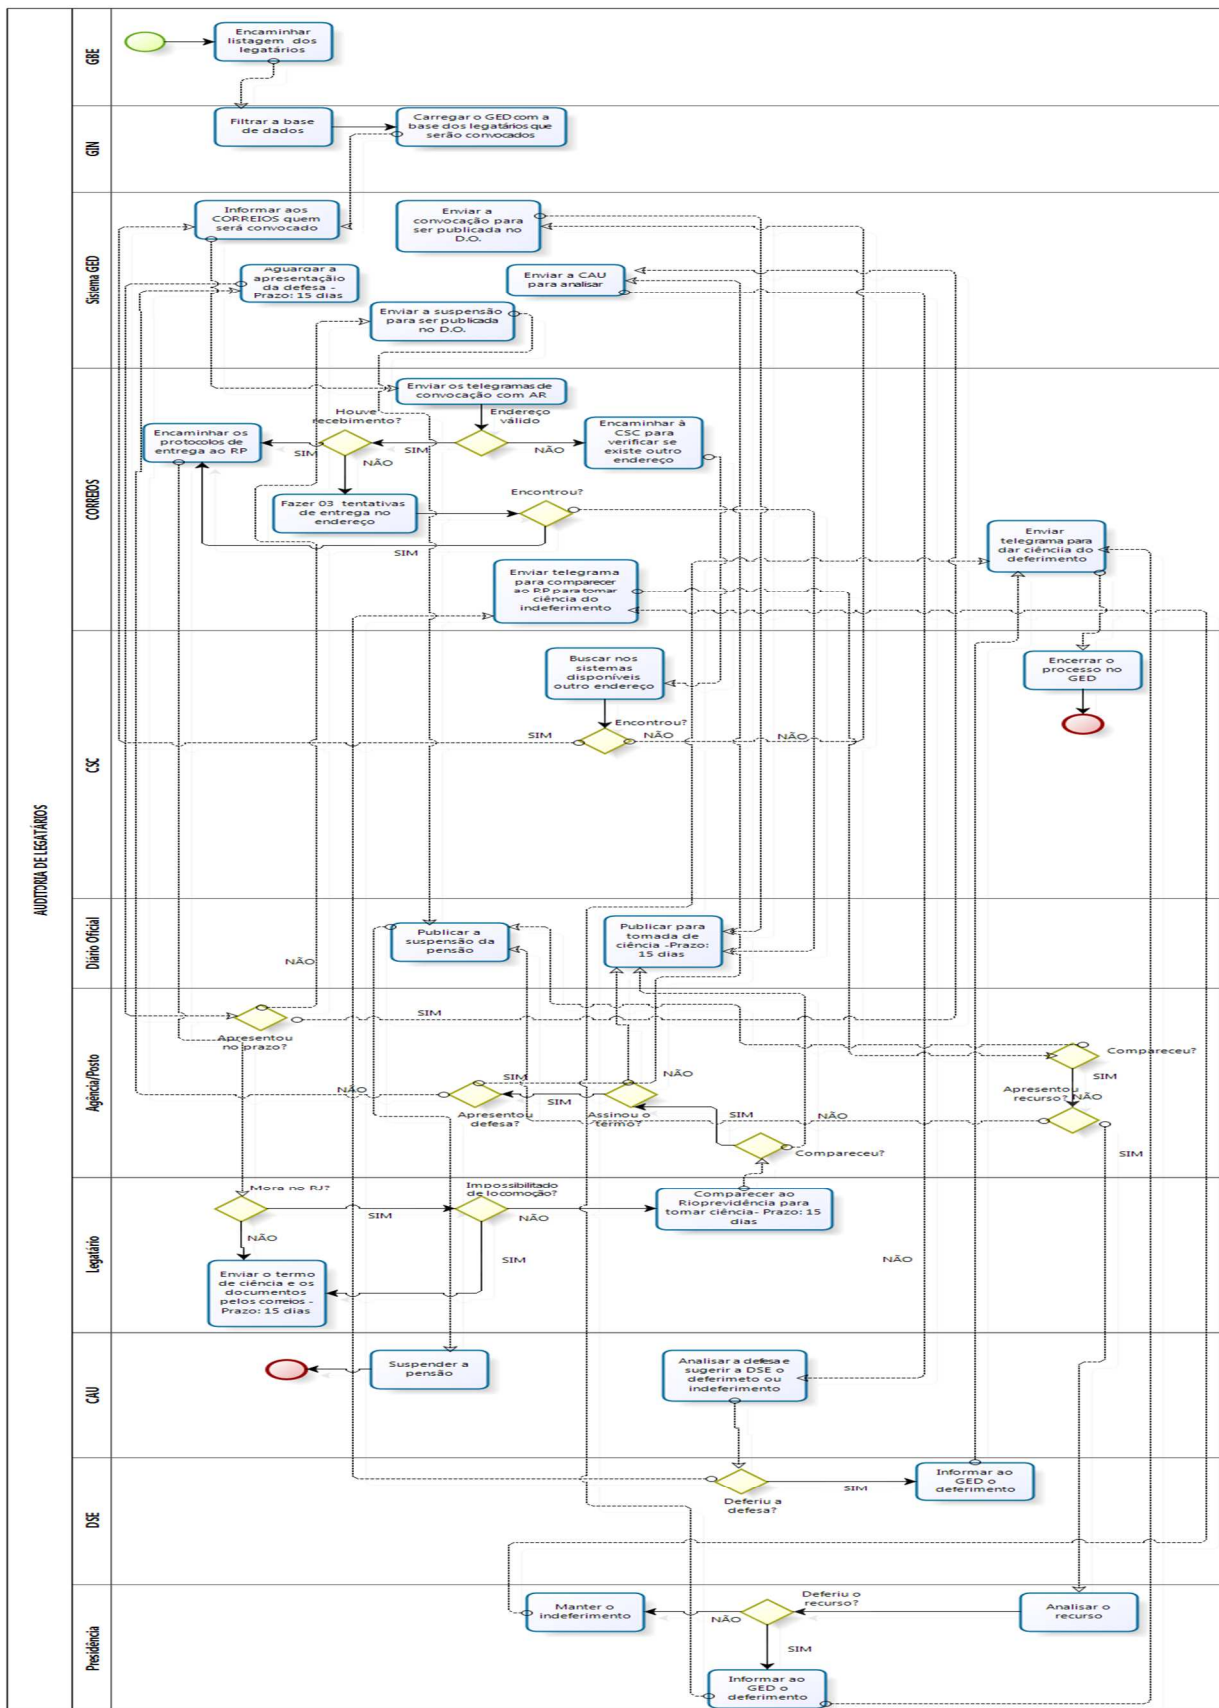 AUDITORIA DE LEGATÁRIOS
GBE
Encaminhar
listagem dos
legatários
GIN
Filtrar a base
de dados
Carregar o GED com a
base dos legatários que
serão convocados
Sistema GED
Informar aos
CORREIOS quem
será convocado
Enviar a
convocação para
ser publicada no
D.O.
Aguardar a
apresentação
da defesa -
Prazo: 15 dias
Enviar a CAU
para analisar
Enviar a suspensão
para ser publicada
no D.O.
CORREIOS
Enviar os telegramas de
convocação com AR
Houve
recebimento?
Endereço
válido
Encaminhar os
protocolos de
entrega ao RP
SIM
SIM
NÃO
NÃO
Encaminhar à
CSC para
verificar se
existe outro
endereço
Fazer 03 tentativas
de entrega no
endereço
Encontrou?
SIM
Enviar
telegrama para
dar ciência do
deferimento
Enviar telegrama
para comparecer
ao RP para tomar
ciência do
indeferimento
CSC
Buscar nos
sistemas
disponíveis
outro endereço
Encerrar o
processo no
GED
Encontrou?
SIM
NÃO
NÃO
Diário Oficial
Publicar a
suspensão da
pensão
Publicar para
tomada de
ciência -Prazo:
15 dias
NÃO
Agência/Posto
SIM
Apresentou
no prazo?
Compareceu?
SIM
NÃO
SIM
Apresentou
recurso?
NÃO
NÃO
SIM
Apresentou
defesa?
Assinou o
termo?
SIM
NÃO
Compareceu?
SIM
Legatário
Mora no RJ?
Impossibilitado
de locomoção?
SIM
NÃO
Comparecer ao
Rioprevidência para
tomar ciência- Prazo: 15
dias
NÃO
SIM
NÃO
Enviar o termo
de ciência e os
documentos
pelos correios -
Prazo: 15 dias
CAU
Suspender a
pensão
Analisar a defesa e
sugerir a DSE o
deferimeto ou
indeferimento
DSE
Deferiu a
defesa?
SIM
Informar ao
GED o
deferimento
Presidência
Manter o
indeferimento
NÃO
Deferiu o
recurso?
Analisar o
recurso
SIM
Informar ao
GED o
deferimento